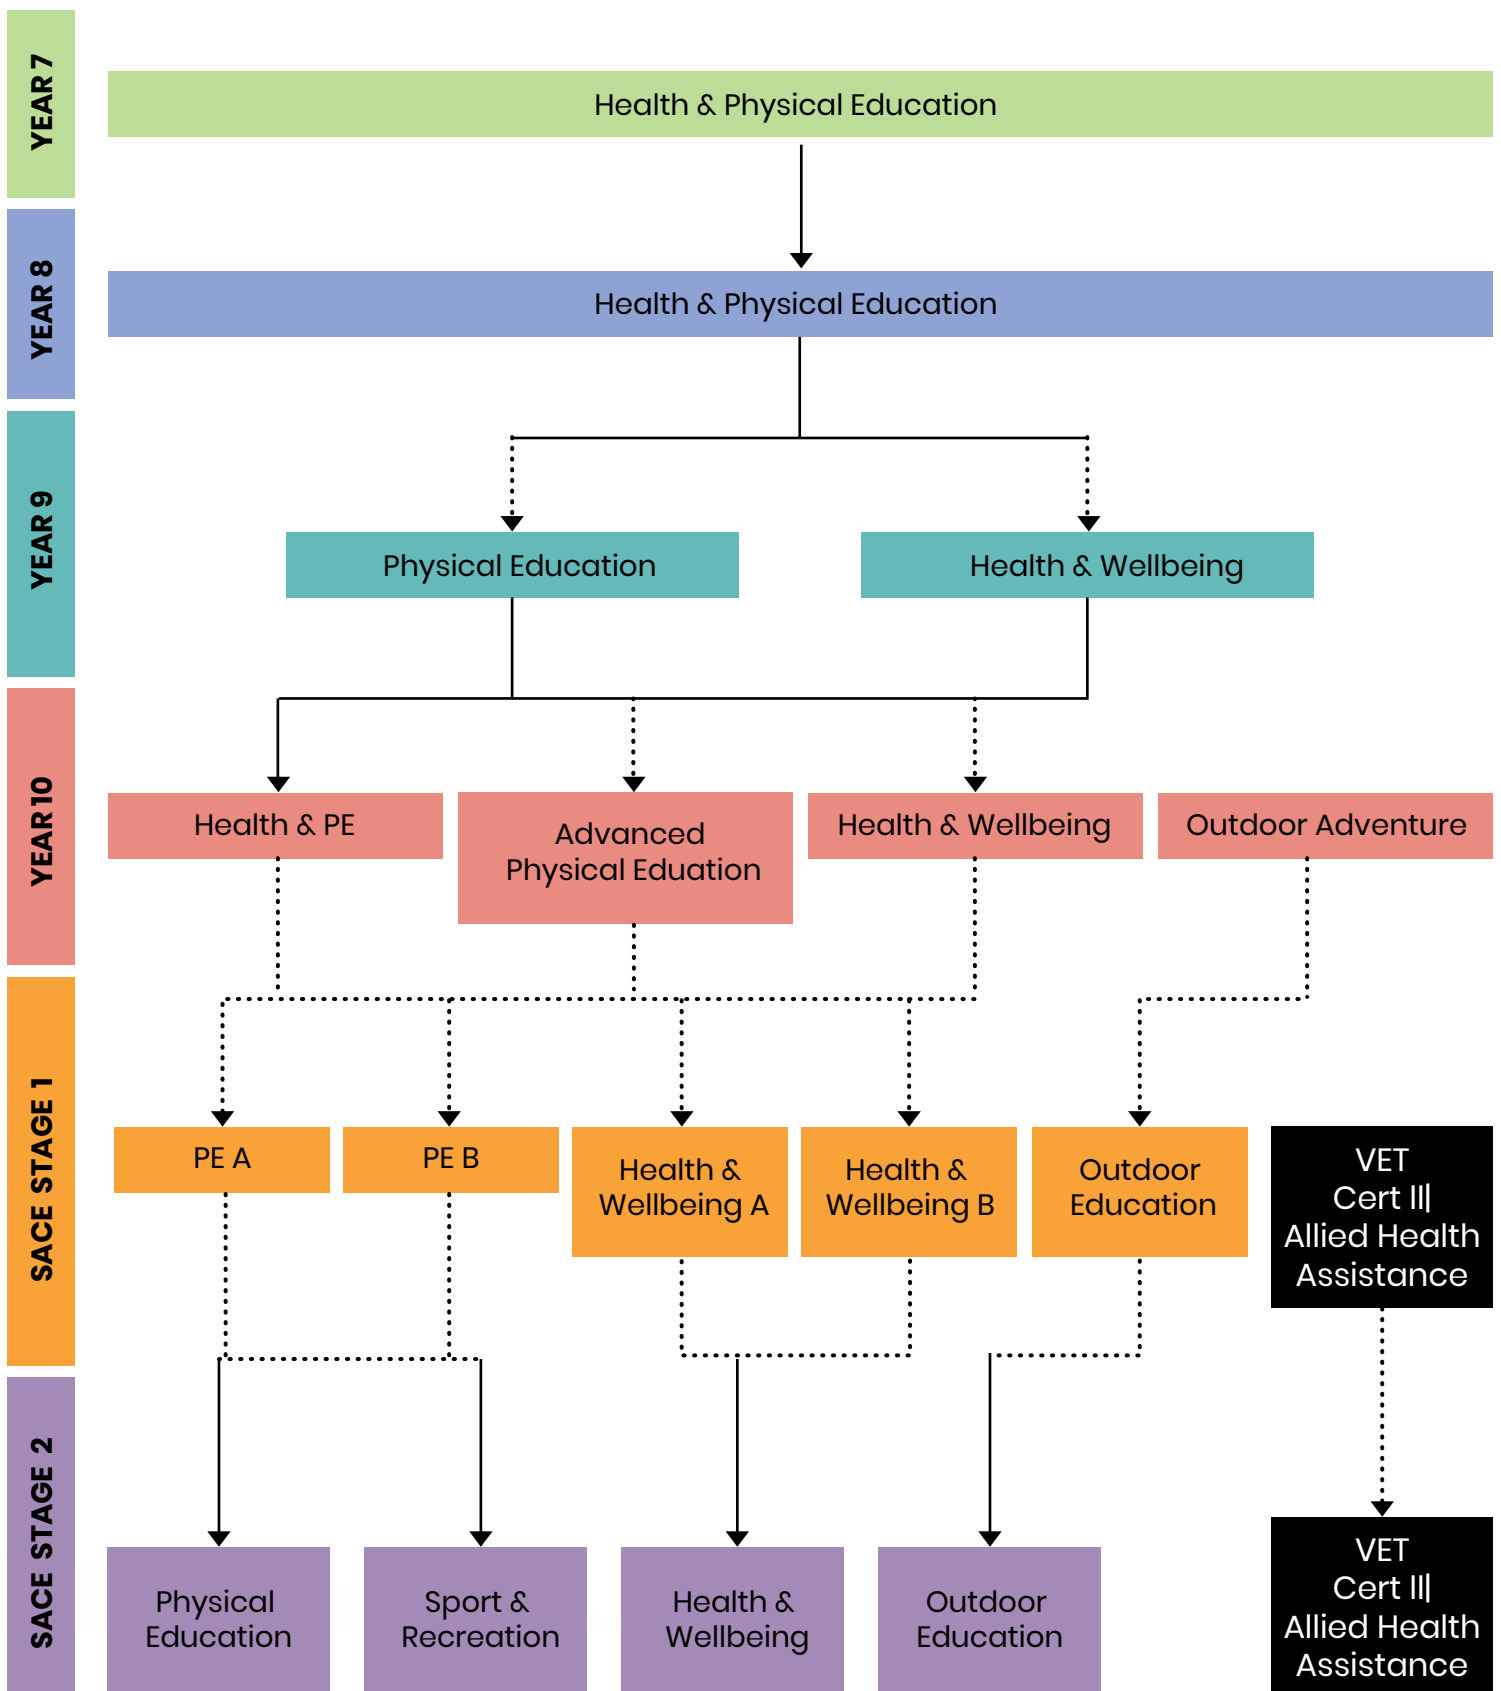 YEAR 7
Health & Physical Education
YEAR 8
Health & Physical Education
YEAR 9
Physical Education
Health & Wellbeing
YEAR 10
Health & PE
Advanced
Physical Eduation
Health & Wellbeing
Outdoor Adventure
SACE STAGE 1
PE A
PE B
Health &
Wellbeing A
Health &
Wellbeing B
Outdoor
Education
VET
Cert II|
Allied Health
Assistance
SACE STAGE 2
Physical
Education
Sport &
Recreation
Health &
Wellbeing
Outdoor
Education
VET
Cert II|
Allied Health
Assistance